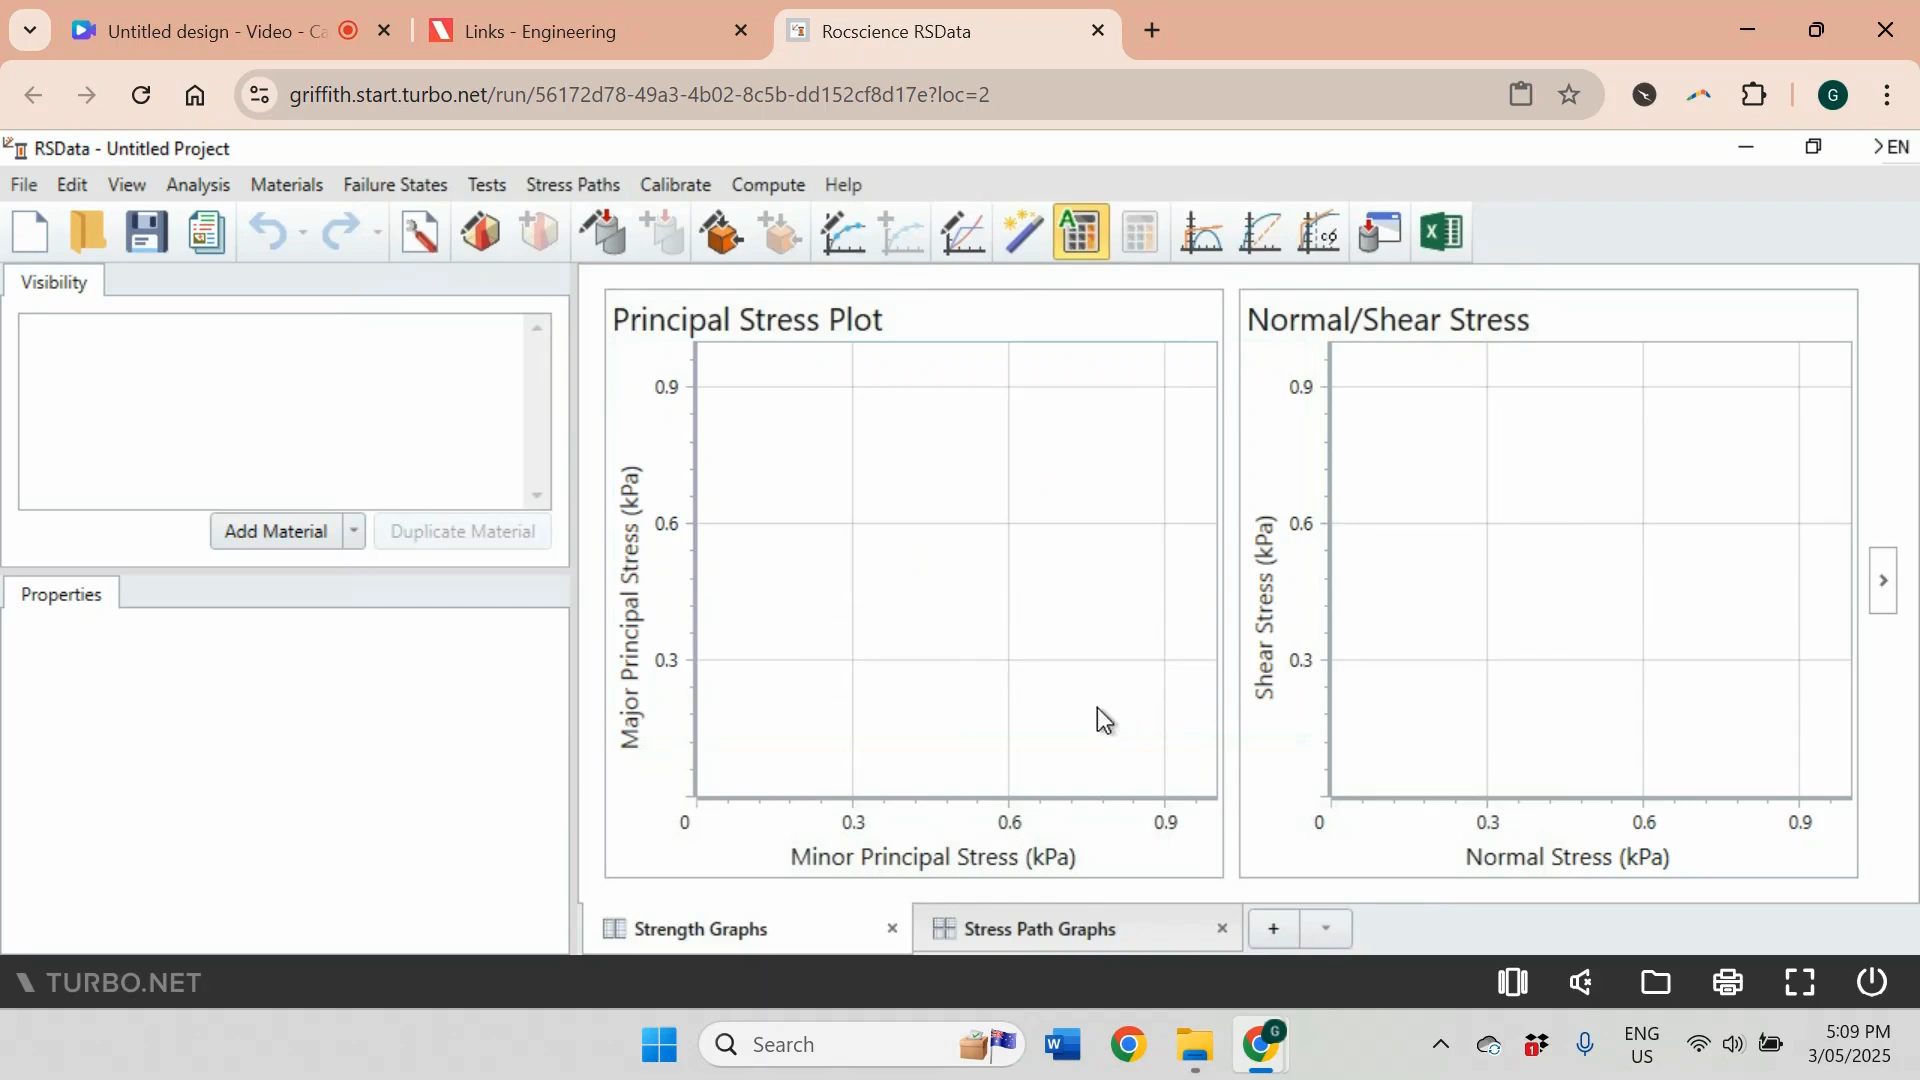 Untitled design - Video - Ca
Links - Engineering
Rocscience RSData
griffith.start.turbo.net/run/56172d78-49a3-4b02-8c5b-dd152cf8d17e?loc=2
G
RSData - Untitled Project
EN
File Edit View Analysis Materials Failure States Tests Stress Paths Calibrate Compute Help
Visibility
Add Material
Duplicate Material
Properties
Principal Stress Plot
Major Principal Stress (kPa)
0.9
0.6
0.3
0 0.3 0.6 0.9
Minor Principal Stress (kPa)
Normal/Shear Stress
Shear Stress (kPa)
0.9
0.6
0.3
0 0.3 0.6 0.9
Normal Stress (kPa)
Strength Graphs
Stress Path Graphs
TURBO.NET
Search
ENG
US
5:09 PM
3/05/2025